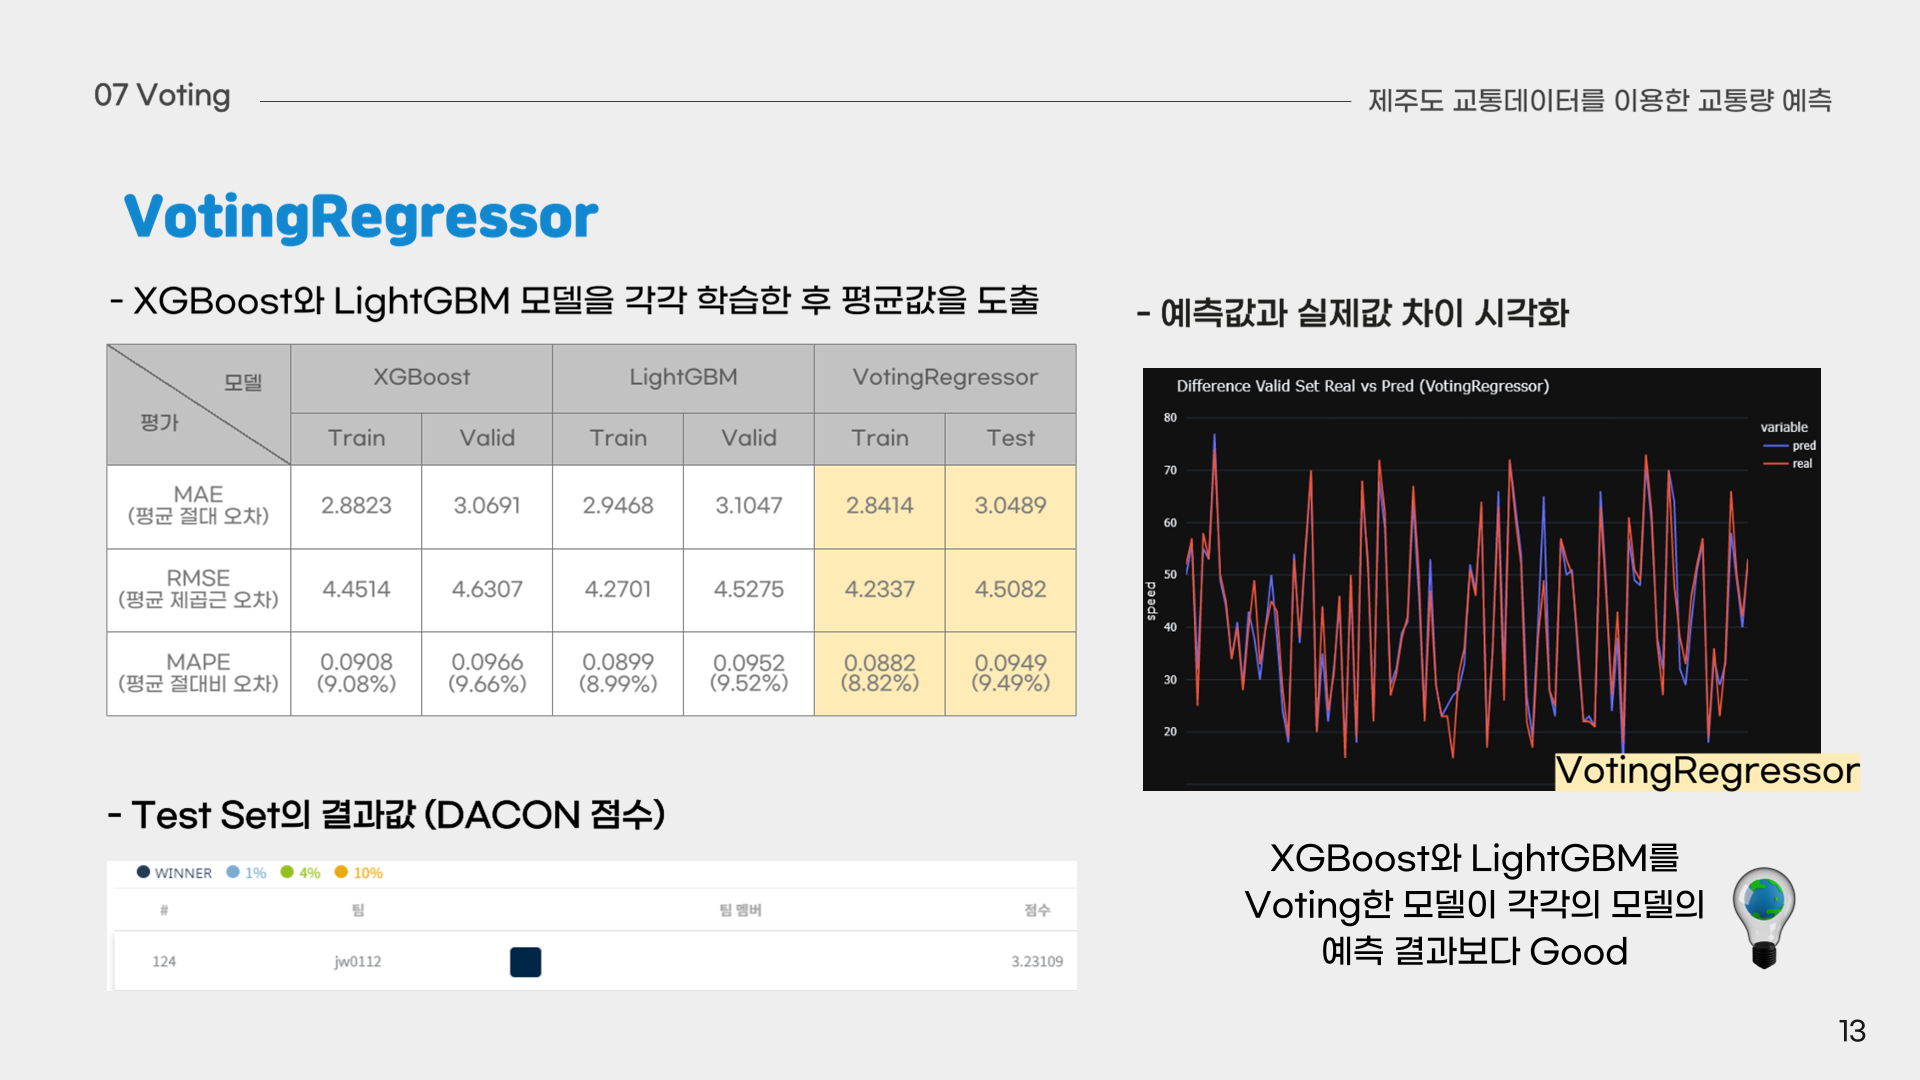 07 Voting
제주도 교통데이터를 이용한 교통량 예측
VotingRegressor
- XGBoost와 LightGBM 모델을 각각 학습한 후 평균값을 도출
모델
평가
XGBoost LightGBM VotingRegressor
Train Valid Train Valid Train Test
MAE
(평균 절대 오차)
2.8823 3.0691 2.9468 3.1047 2.8414 3.0489
RMSE
(평균 제곱근 오차)
4.4514 4.6307 4.2701 4.5275 4.2337 4.5082
MAPE
(평균 절대비 오차)
0.0908 0.0966 0.0899 0.0952 0.0882 0.0949
(9.08%) (9.66%) (8.99%) (9.52%) (8.82%) (9.49%)
- Test Set의 결과값 (DACON 점수)
WINNER 1% 4% 10%
# 팀 팀 멤버 점수
124 jw0112 3.23109
- 예측값과 실제값 차이 시각화
Difference Valid Set Real vs Pred (VotingRegressor)
80
70
60
50
40
30
20
speed
variable
pred
real
VotingRegressor
XGBoost와 LightGBM를
Voting한 모델이 각각의 모델의
예측 결과보다 Good
13